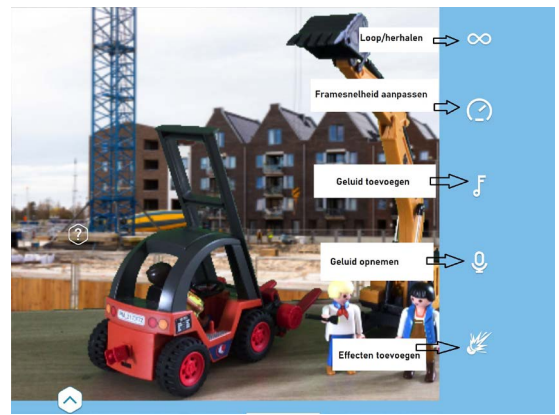 Loop/herhalen
Framesnelheid aanpassen
Geluid toevoegen
?
Geluid opnemen
Effecten toevoegen